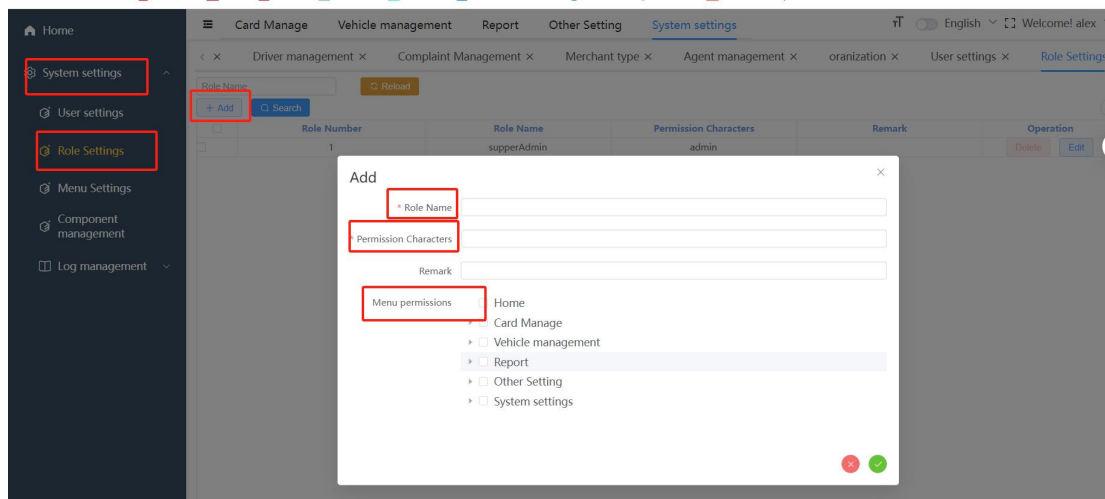 Home
Card Manage
Vehicle management
Report
Other Setting
System settings
English
Welcome! alex
System settings
Driver management ×
Complaint Management ×
Merchant type ×
Agent management ×
oranization ×
User settings ×
Role Settings
Role Name
Reload
+ Add
Search
User settings
Role Settings
Menu Settings
Component
management
Log management
Role Number
Role Name
Permission Characters
Remark
Operation
1
supperAdmin
admin
Delete
Edit
Add
* Role Name
* Permission Characters
Remark
Menu permissions
Home
Card Manage
Vehicle management
Report
Other Setting
System settings